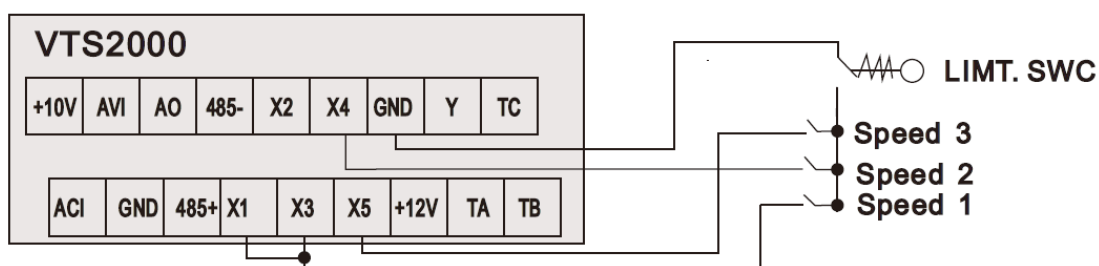 VTS2000
+10V AVI AO 485- X2 X4 GND Y TC
LIMT. SWC
Speed 3
Speed 2
Speed 1
ACI GND 485+ X1 X3 X5 +12V TA TB